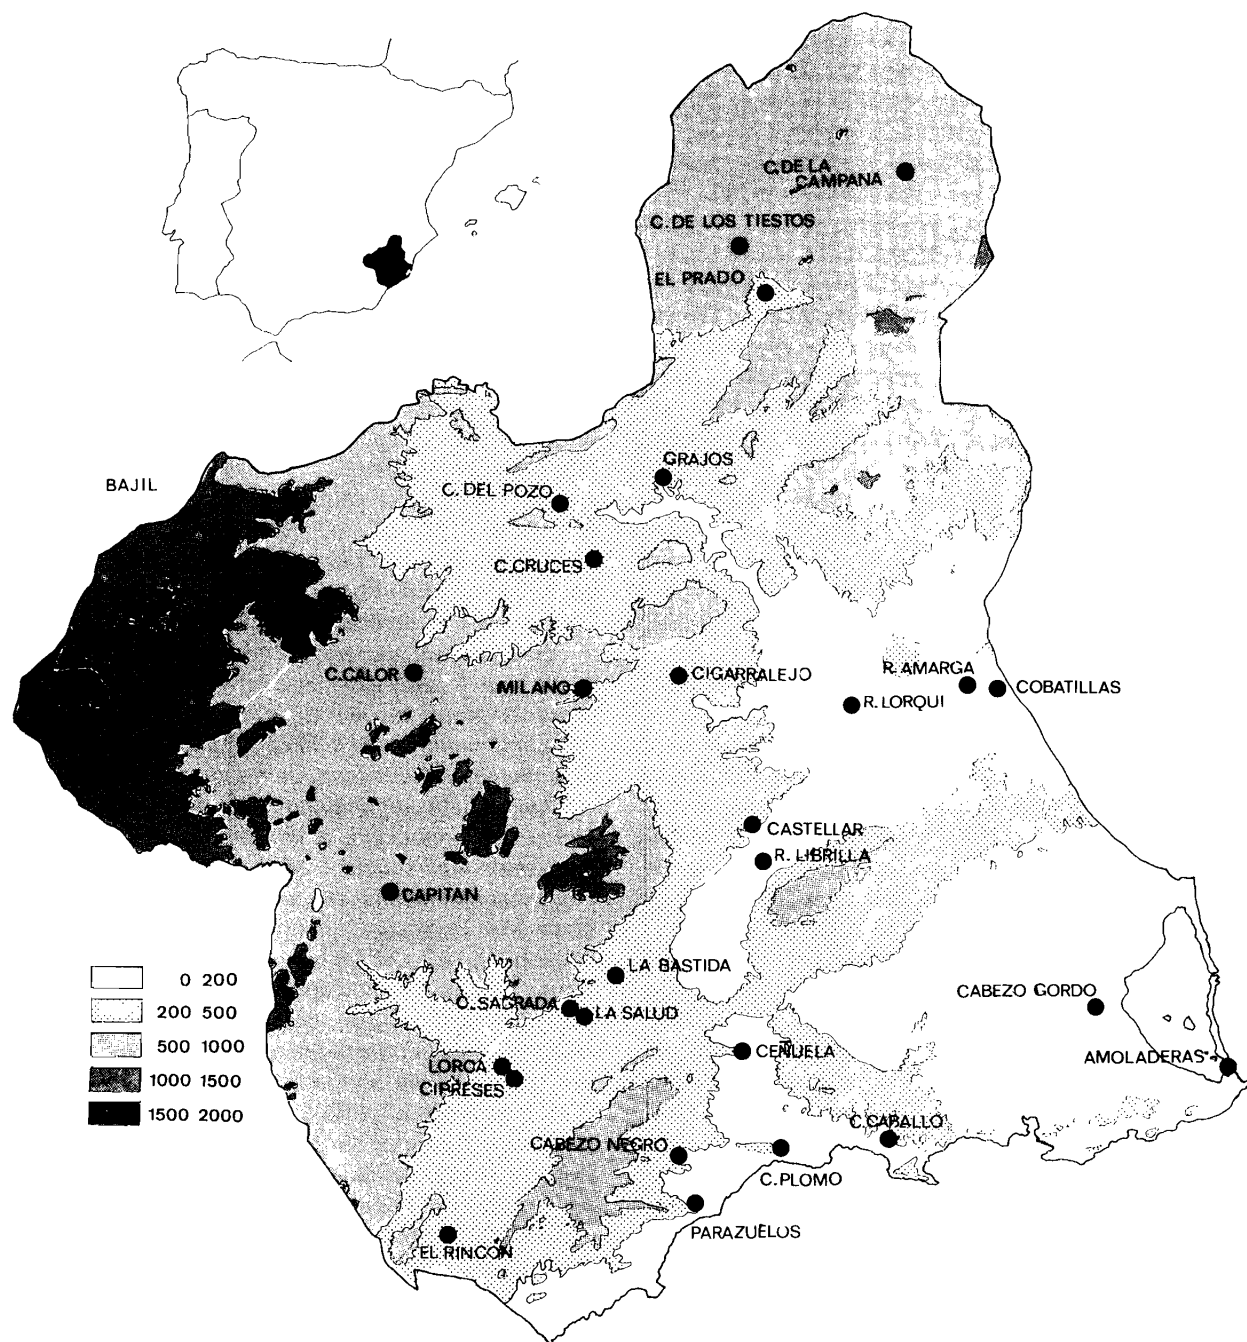 C. DE LA
CAMPANA
C. DE LOS TIESTOS
EL PRADO
GRAJOS
BAJIL
C. DEL POZO
C. CRUCES
C. CALOR
MILANO
CIGARRALEJO
R. AMARGA
COBATILLAS
R. LORQUI
CASTELLAR
R. LIBRILLA
CAPITAN
LA BASTIDA
C. SAGRADA
LA SALUD
CABEZO GORDO
CEÑUELA
AMOLADERAS
LORCA
CIPRESES
C. CABALLO
CABEZO NEGRO
C. PLOMO
PARAZUELOS
EL RINCON
0 200
200 500
500 1000
1000 1500
1500 2000